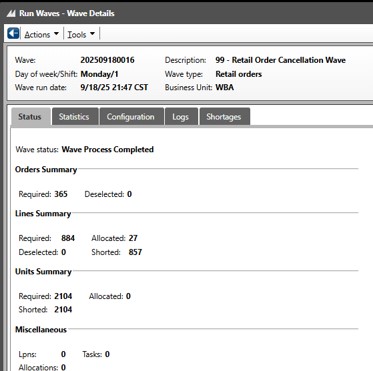 Run Waves - Wave Details
Actions Tools
Wave: 202509180016 Description: 99 - Retail Order Cancellation Wave
Day of week/Shift: Monday/1 Wave type: Retail orders
Wave run date: 9/18/25 21:47 CST Business Unit: WBA
Status Statistics Configuration Logs Shortages
Wave status: Wave Process Completed
Orders Summary
Required: 365 Deselected: 0
Lines Summary
Required: 884 Allocated: 27
Deselected: 0 Shorted: 857
Units Summary
Required: 2104 Allocated: 0
Shorted: 2104
Miscellaneous
Lpns: 0 Tasks: 0
Allocations: 0